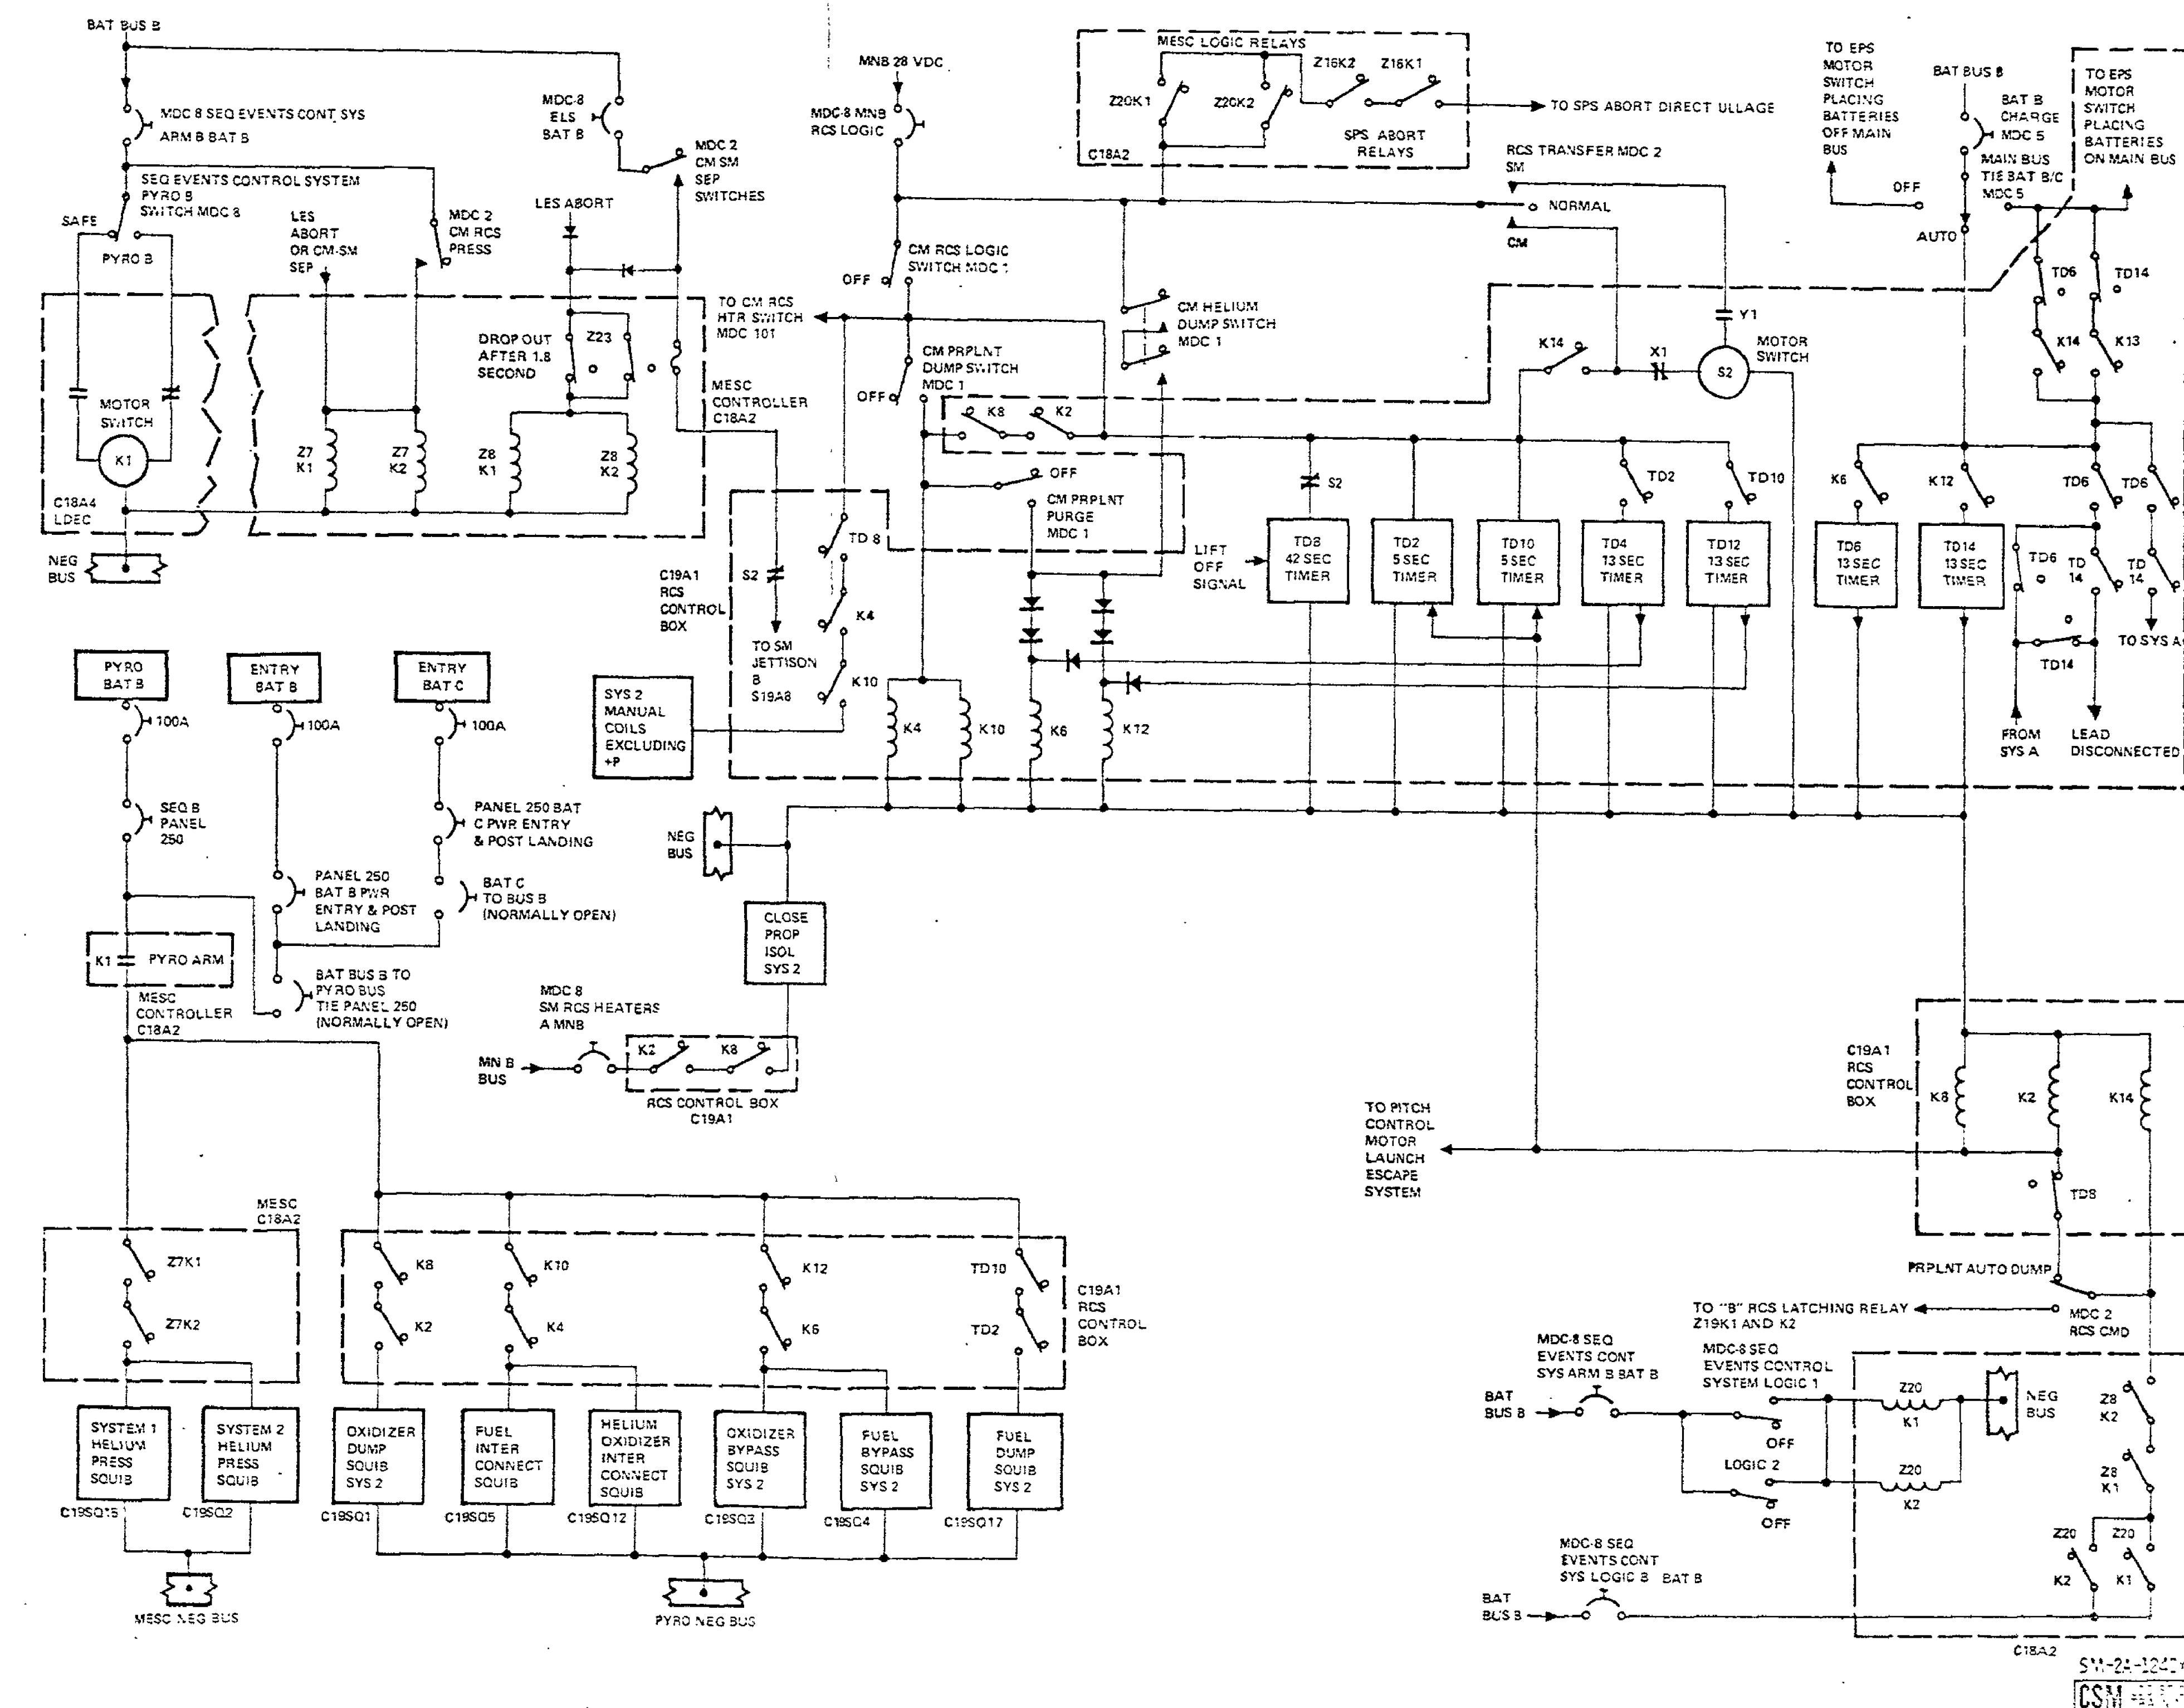 BAT BUS B
MDC 8 SEQ EVENTS CONT SYS
ARM B BAT B
SEQ EVENTS CONTROL SYSTEM
PYRO B
SWITCH MDC 8
SAFE
PYRO B
LES
ABORT
OR CM-SM
SEP
MDC 2
CM RCS
PRESS
MDC-8
ELS
BAT B
MDC 2
CM SM
SEP
SWITCHES
LES ABORT
MOTOR
SWITCH
K1
C18A4
LDEC
NEG
BUS
Z7
K1
Z7
K2
Z8
K1
Z8
K2
DROP OUT
AFTER 1.8
SECOND
Z23
MESC
CONTROLLER
C18A2
MNB 28 VDC
MDC-8 MNB
RCS LOGIC
CM RCS LOGIC
SWITCH MDC 1
OFF
TO CM RCS
HTR SWITCH
MDC 101
CM PRPLNT
DUMP SWITCH
MDC 1
OFF
CM HELIUM
DUMP SWITCH
MDC 1
MESC LOGIC RELAYS
Z20K1
Z20K2
Z16K2
Z16K1
SPS ABORT
RELAYS
C18A2
TO SPS ABORT DIRECT ULLAGE
RCS TRANSFER MDC 2
SM
NORMAL
CM
K14
X1
Y1
MOTOR
SWITCH
S2
TO EPS
MOTOR
SWITCH
PLACING
BATTERIES
OFF MAIN
BUS
BAT BUS B
BAT B
CHARGE
MDC 5
MAIN BUS
TIE BAT B/C
MDC 5
OFF
AUTO
TO EPS
MOTOR
SWITCH
PLACING
BATTERIES
ON MAIN BUS
TD6
TD14
K14
K13
K8
K2
OFF
CM PRPLNT
PURGE
MDC 1
S2
TD2
TD10
K6
K12
TD6
TD6
LIFT
OFF
SIGNAL
TD8
42 SEC
TIMER
TD2
5 SEC
TIMER
TD10
5 SEC
TIMER
TD4
13 SEC
TIMER
TD12
13 SEC
TIMER
TD6
13 SEC
TIMER
TD14
13 SEC
TIMER
TD6
TD
14
TD
14
TD14
TO SYS A
FROM
SYS A
LEAD
DISCONNECTED
C19A1
RCS
CONTROL
BOX
S2
TO SM
JETTISON
B
S19A8
TD 8
K4
K10
K4
K10
K6
K12
SYS 2
MANUAL
COILS
EXCLUDING
+P
PYRO
BAT B
ENTRY
BAT B
ENTRY
BAT C
100A
100A
100A
SEQ B
PANEL
250
PANEL 250 BAT
C PWR ENTRY
& POST LANDING
PANEL 250
BAT B PWR
ENTRY & POST
LANDING
BAT C
TO BUS B
(NORMALLY OPEN)
K1
PYRO ARM
MESC
CONTROLLER
C18A2
BAT BUS B TO
PYRO BUS
TIE PANEL 250
(NORMALLY OPEN)
NEG
BUS
CLOSE
PROP
ISOL
SYS 2
MDC 8
SM RCS HEATERS
A MNB
MN B
BUS
K2
K8
RCS CONTROL BOX
C19A1
TO PITCH
CONTROL
MOTOR
LAUNCH
ESCAPE
SYSTEM
C19A1
RCS
CONTROL
BOX
K8
K2
K14
TD8
PRPLNT AUTO DUMP
TO "B" RCS LATCHING RELAY
Z19K1 AND K2
MDC 2
RCS CMD
MESC
C18A2
Z7K1
Z7K2
K8
K2
K10
K4
K12
K6
TD10
TD2
C19A1
RCS
CONTROL
BOX
SYSTEM 1
HELIUM
PRESS
SQUIB
SYSTEM 2
HELIUM
PRESS
SQUIB
OXIDIZER
DUMP
SQUIB
SYS 2
FUEL
INTER
CONNECT
SQUIB
HELIUM
OXIDIZER
INTER
CONNECT
SQUIB
OXIDIZER
BYPASS
SQUIB
SYS 2
FUEL
BYPASS
SQUIB
SYS 2
FUEL
DUMP
SQUIB
SYS 2
C19SQ2
C19SQ1
C19SQ5
C19SQ12
C19SQ3
C19SQ4
C19SQ17
MESC NEG BUS
PYRO NEG BUS
MDC-8 SEQ
EVENTS CONT
SYS ARM B BAT B
BAT
BUS B
MDC-8 SEQ
EVENTS CONTROL
SYSTEM LOGIC 1
OFF
LOGIC 2
OFF
Z20
K1
Z20
K2
NEG
BUS
Z8
K2
Z8
K1
Z20
K2
Z20
K1
MDC-8 SEQ
EVENTS CONT
SYS LOGIC B BAT B
BAT
BUS B
C18A2
CSM